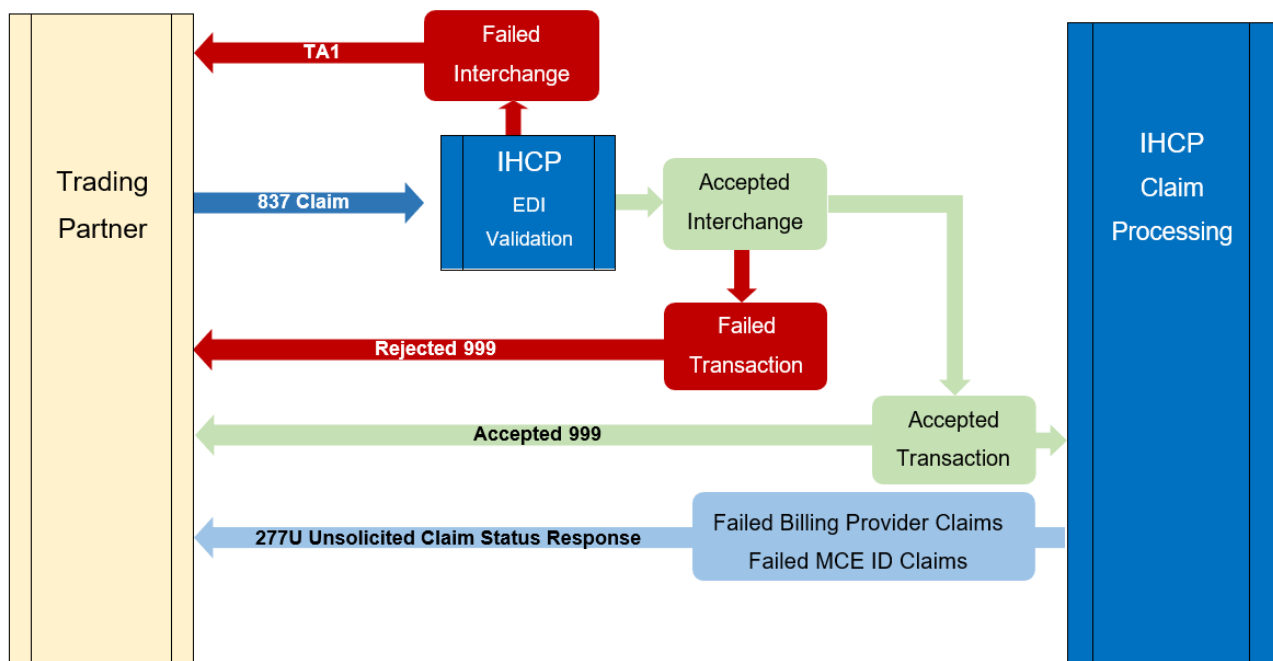 Failed
Interchange
TA1
Trading
Partner
837 Claim
IHCP
EDI
Validation
Accepted
Interchange
IHCP
Claim
Processing
Failed
Transaction
Rejected 999
Accepted 999
Accepted
Transaction
277U Unsolicited Claim Status Response
Failed Billing Provider Claims
Failed MCE ID Claims